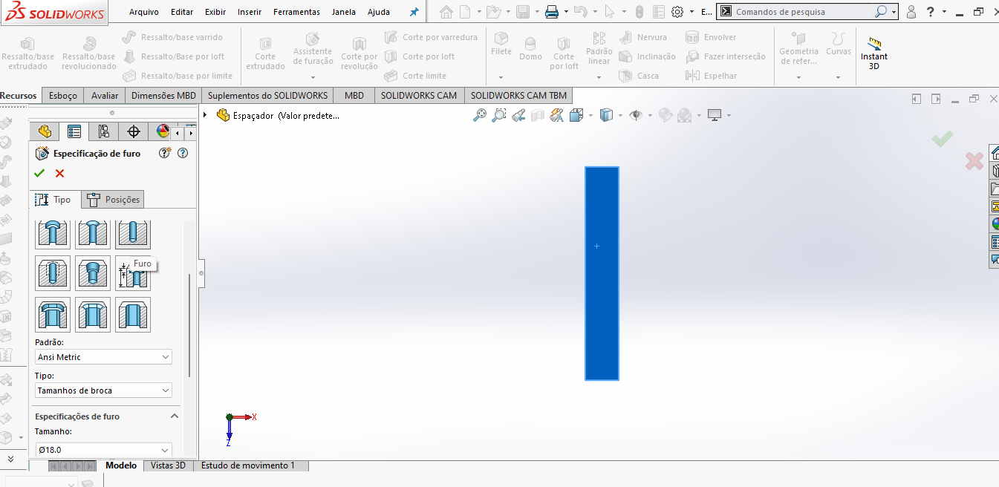 SOLIDWORKS
Arquivo Editar Exibir Inserir Ferramentas Janela Ajuda E... Comandos de pesquisa
Ressalto/base extrudado
Ressalto/base revolucionado
Ressalto/base varrido
Ressalto/Base por loft
Ressalto/base por limite
Corte extrudado
Assistente de furação
Corte por revolução
Corte por varredura
Corte por loft
Corte limite
Filete
Domo
Corte por loft
Padrão linear
Nervura
Inclinação
Casca
Envolver
Fazer interseção
Espelhar
Geometria de refer...
Curvas
Instant 3D
Recursos Esboço Avaliar Dimensões MBD Suplementos do SOLIDWORKS MBD SOLIDWORKS CAM SOLIDWORKS CAM TBM
Espaçador (Valor predete...
Especificação de furo
Tipo Posições
Furo
Padrão:
Ansi Metric
Tipo:
Tamanhos de broca
Especificações de furo
Tamanho:
Ø18.0
X
Z
Modelo Vistas 3D Estudo de movimento 1